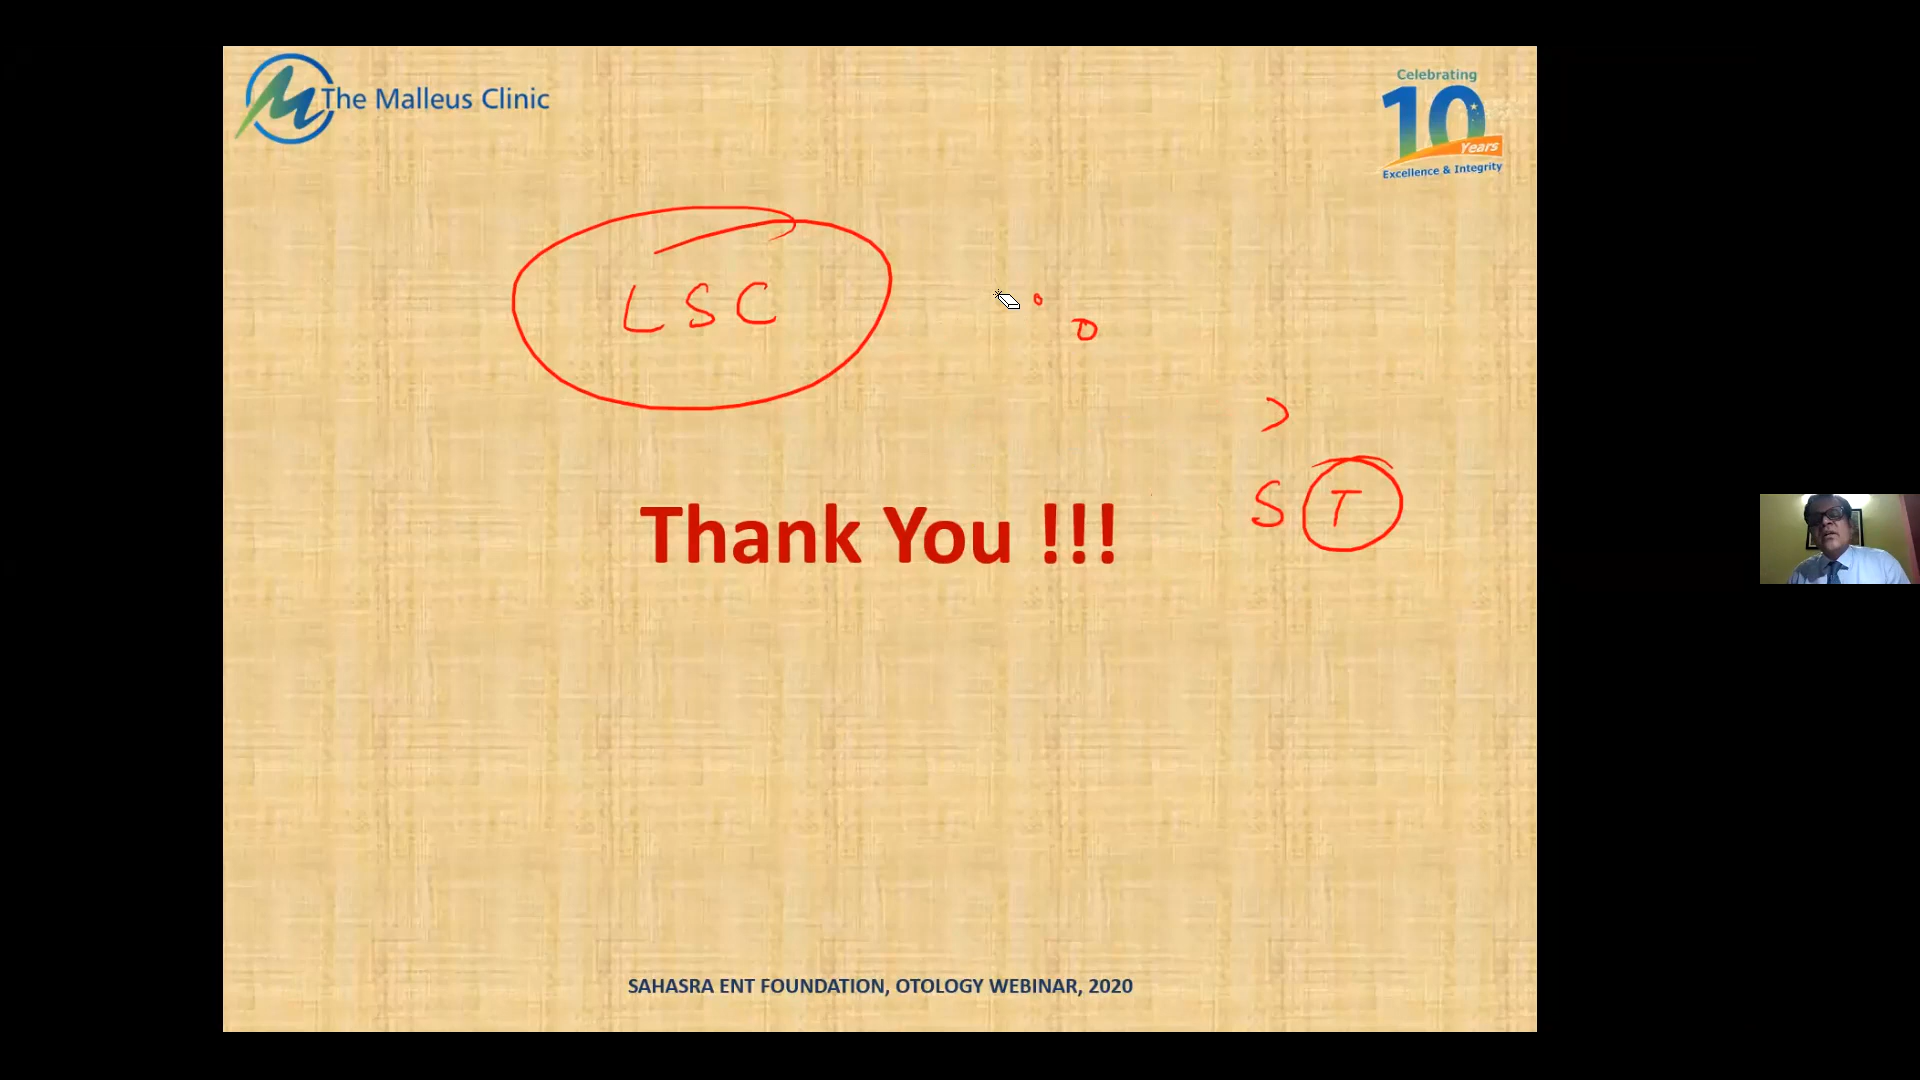 The Malleus Clinic
Celebrating
10
Years
Excellence & Integrity
LSC
S T
Thank You !!!
SAHASRA ENT FOUNDATION, OTOLOGY WEBINAR, 2020